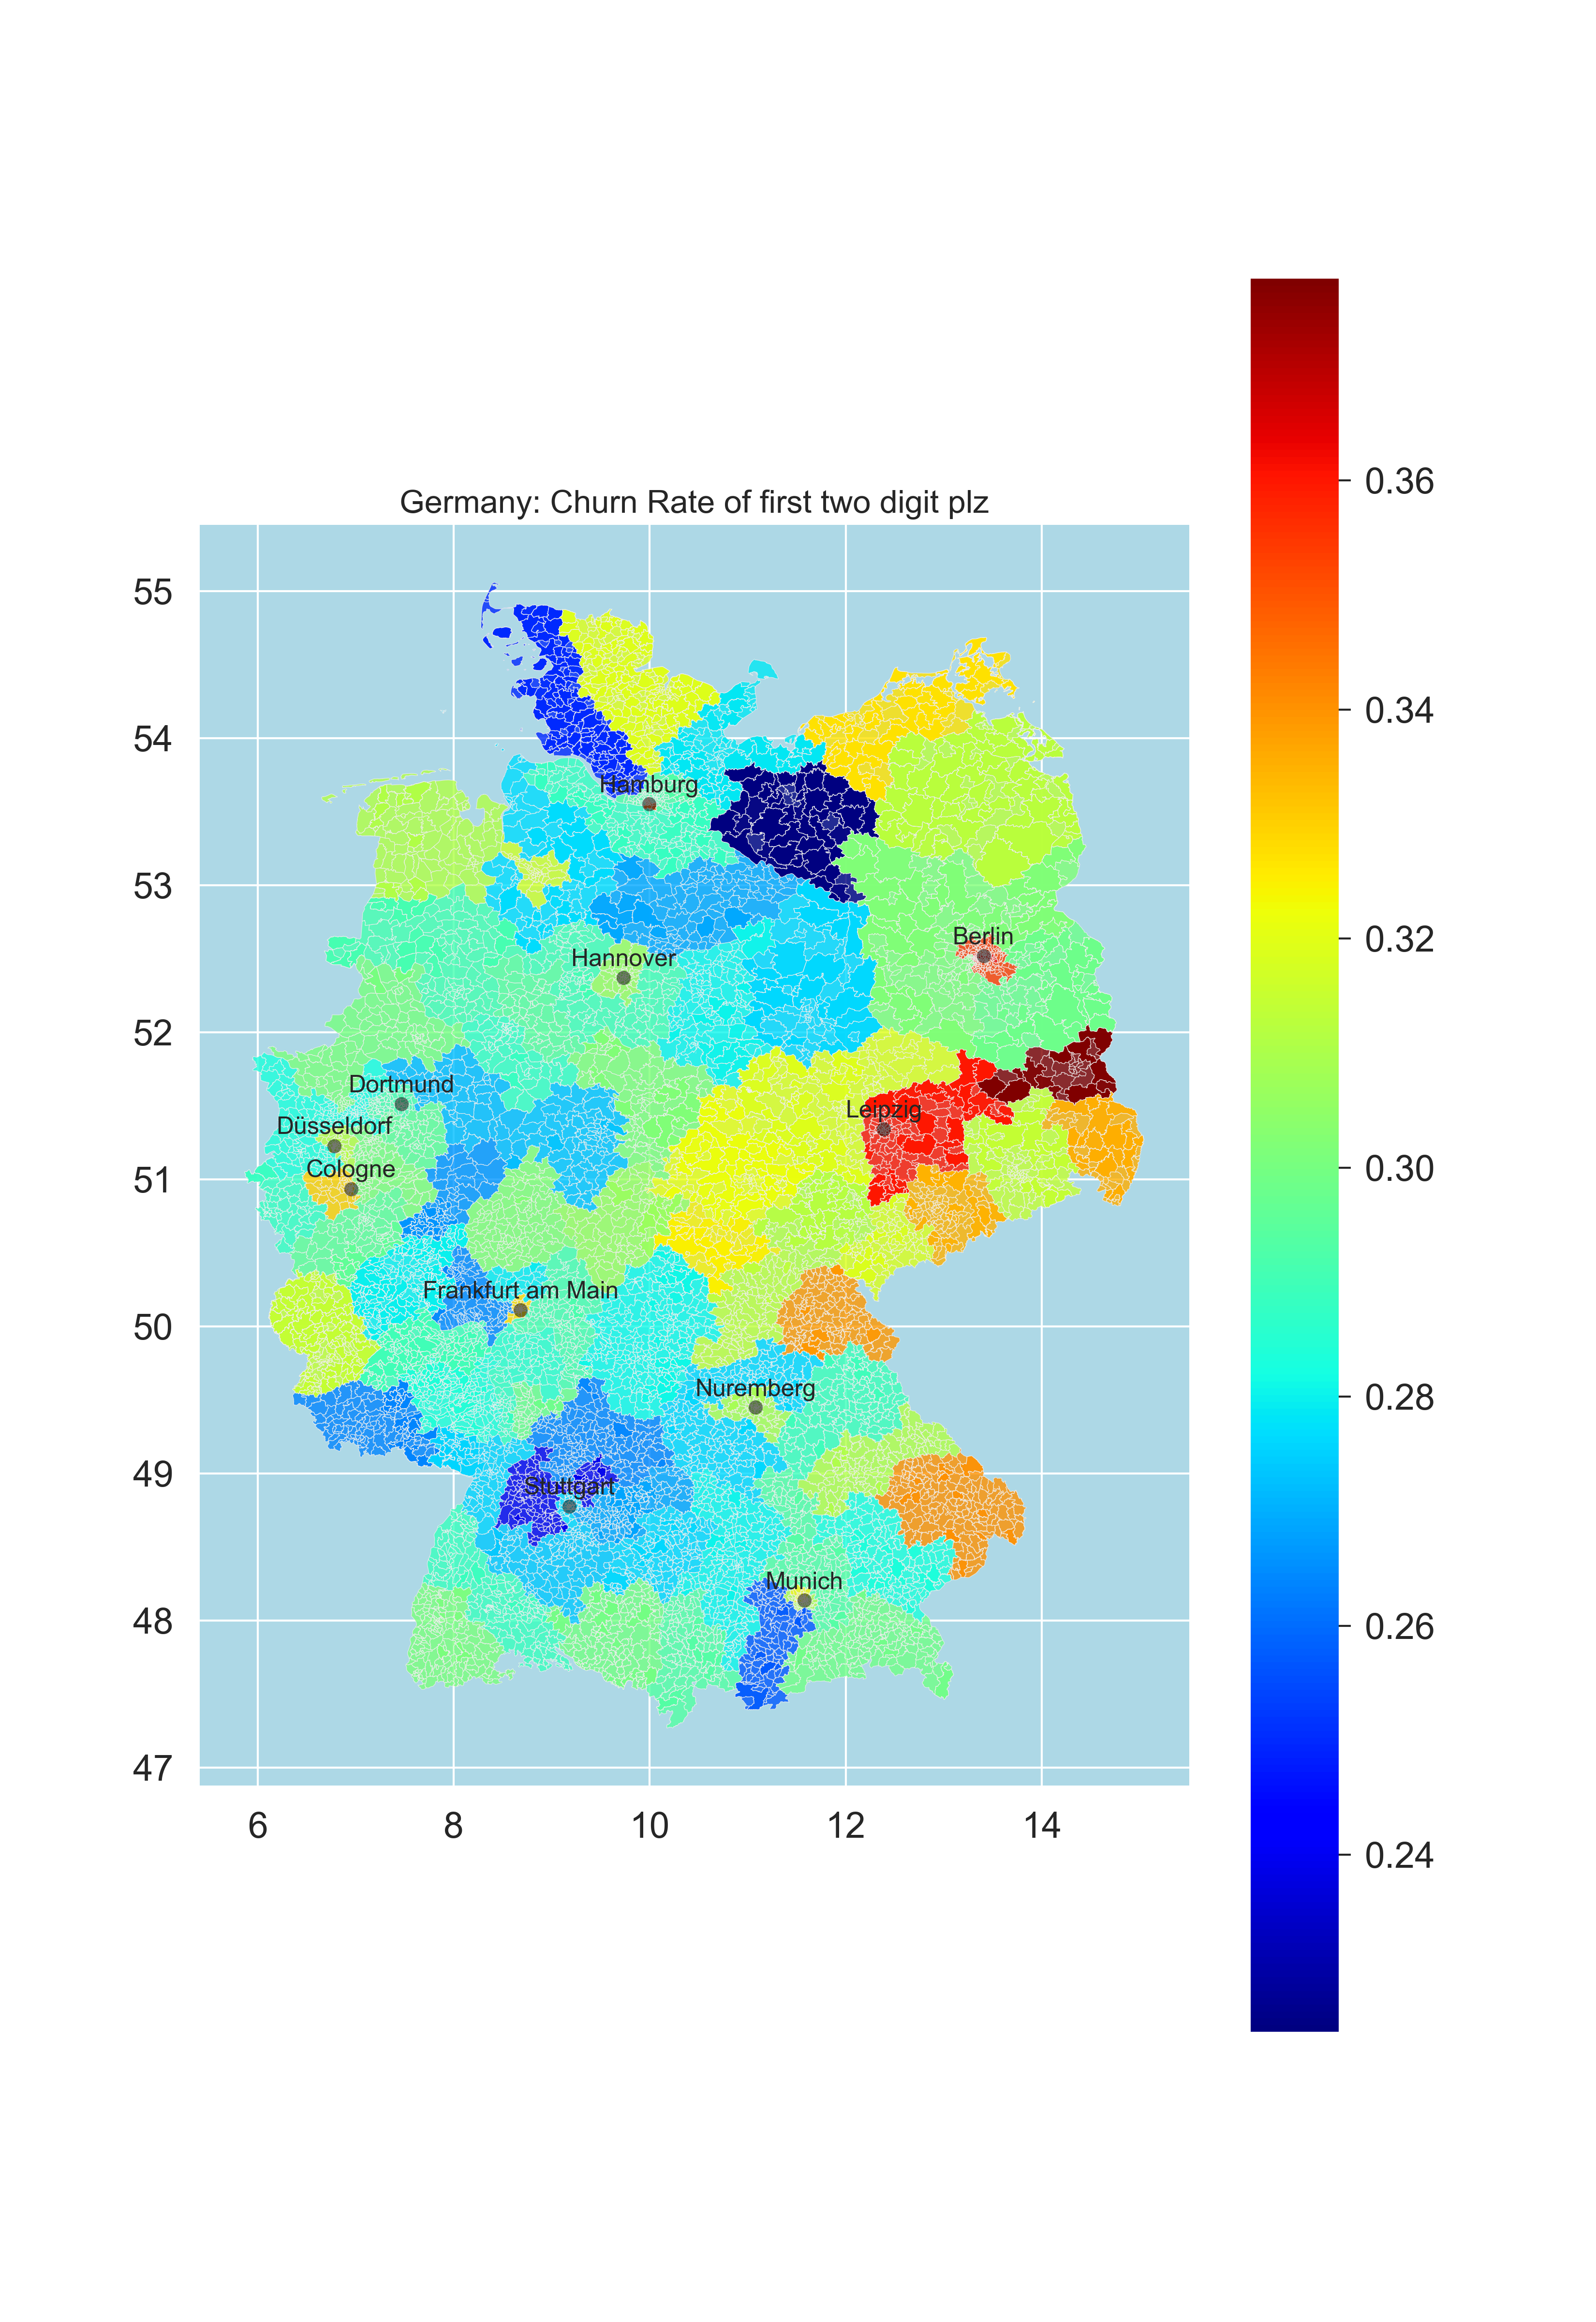 Germany: Churn Rate of first two digit plz
55
54
53
52
51
50
49
48
47
6 8 10 12 14
Hamburg
Berlin
Hannover
Dortmund
Leipzig
Düsseldorf
Cologne
Frankfurt am Main
Nuremberg
Stuttgart
Munich
0.36
0.34
0.32
0.30
0.28
0.26
0.24